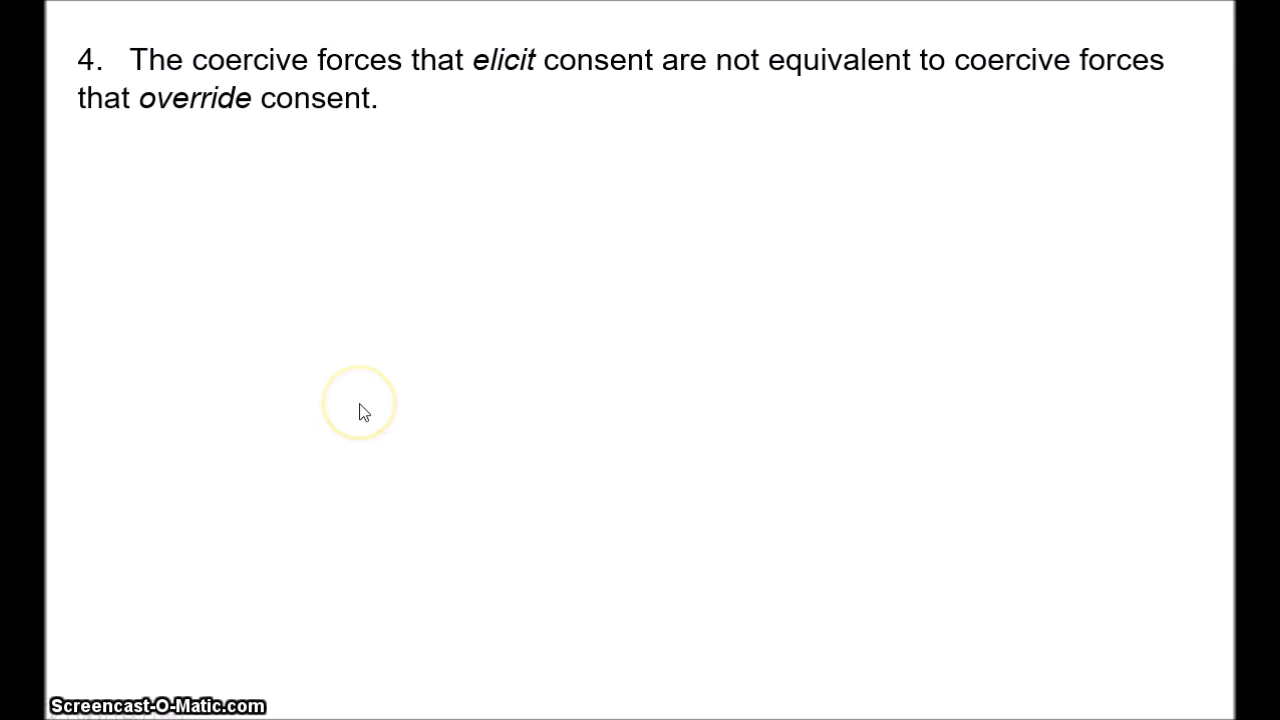 4. The coercive forces that elicit consent are not equivalent to coercive forces
that override consent.
Screencast-O-Matic.com